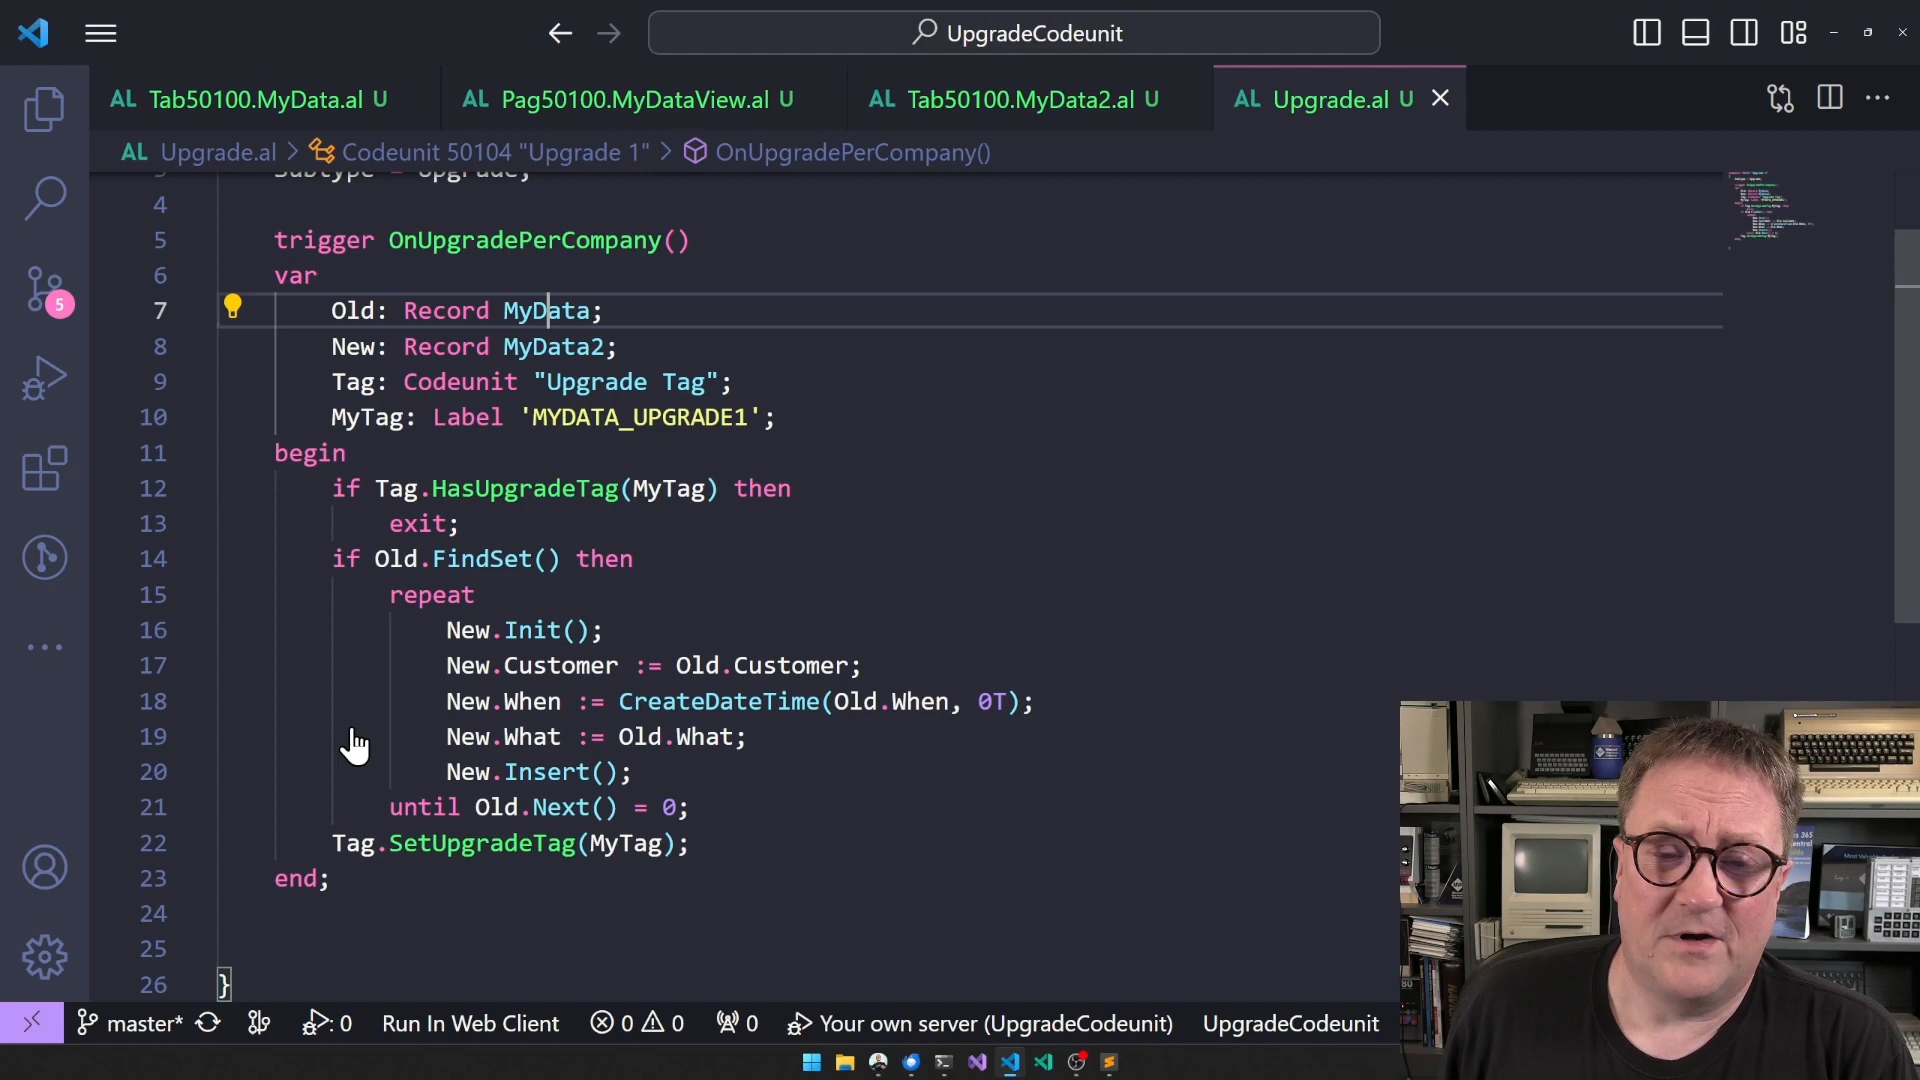 UpgradeCodeunit
AL Tab50100.MyData.al U
AL Pag50100.MyDataView.al U
AL Tab50100.MyData2.al U
AL Upgrade.al U
AL Upgrade.al > Codeunit 50104 "Upgrade 1" > OnUpgradePerCompany()
3 Subtype = Upgrade;
4
5 trigger OnUpgradePerCompany()
6 var
7 Old: Record MyData;
8 New: Record MyData2;
9 Tag: Codeunit "Upgrade Tag";
10 MyTag: Label 'MYDATA_UPGRADE1';
11 begin
12 if Tag.HasUpgradeTag(MyTag) then
13 exit;
14 if Old.FindSet() then
15 repeat
16 New.Init();
17 New.Customer := Old.Customer;
18 New.When := CreateDateTime(Old.When, 0T);
19 New.What := Old.What;
20 New.Insert();
21 until Old.Next() = 0;
22 Tag.SetUpgradeTag(MyTag);
23 end;
24
25
26 }
5
master* : 0 Run In Web Client 0 0 0 Your own server (UpgradeCodeunit) UpgradeCodeunit